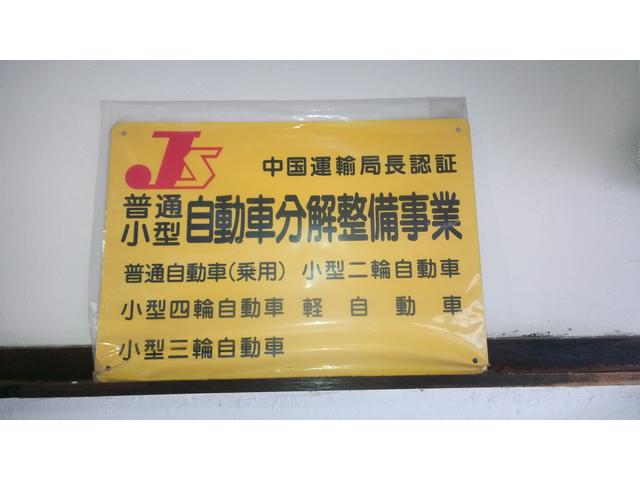 JS 中国運輸局長認証
普通小型 自動車分解整備事業
普通自動車(乗用) 小型二輪自動車
小型四輪自動車 軽自動車
小型三輪自動車